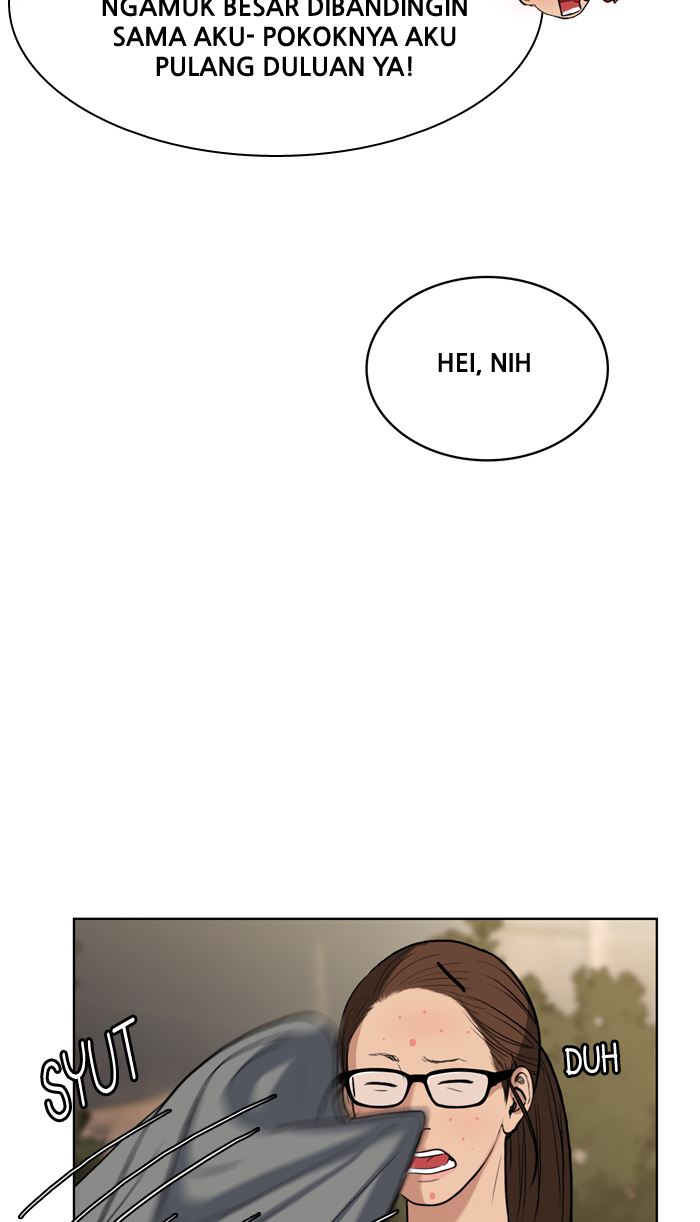 NGAMUK BESAR DIBANDINGIN
SAMA AKU- POKOKNYA AKU
PULANG DULUAN YA!
HEI, NIH
SYUT
DUH